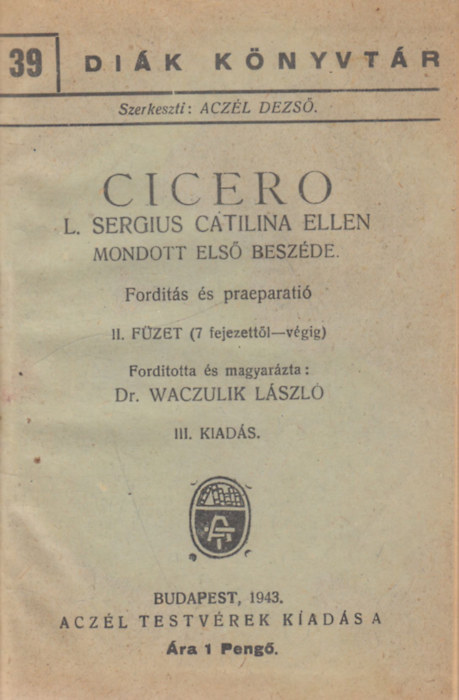 39 DIÁK KÖNYVTÁR
Szerkeszti: ACZÉL DEZSŐ.
CICERO
L. SERGIUS CATILINA ELLEN
MONDOTT ELSŐ BESZÉDE.
Forditás és praeparatió
II. FÜZET (7 fejezettől—végig)
Forditotta és magyarázta:
Dr. WACZULIK LÁSZLÓ
III. KIADÁS.
BUDAPEST, 1943.
ACZÉL TESTVÉREK KIADÁSA
Ára 1 Pengő.